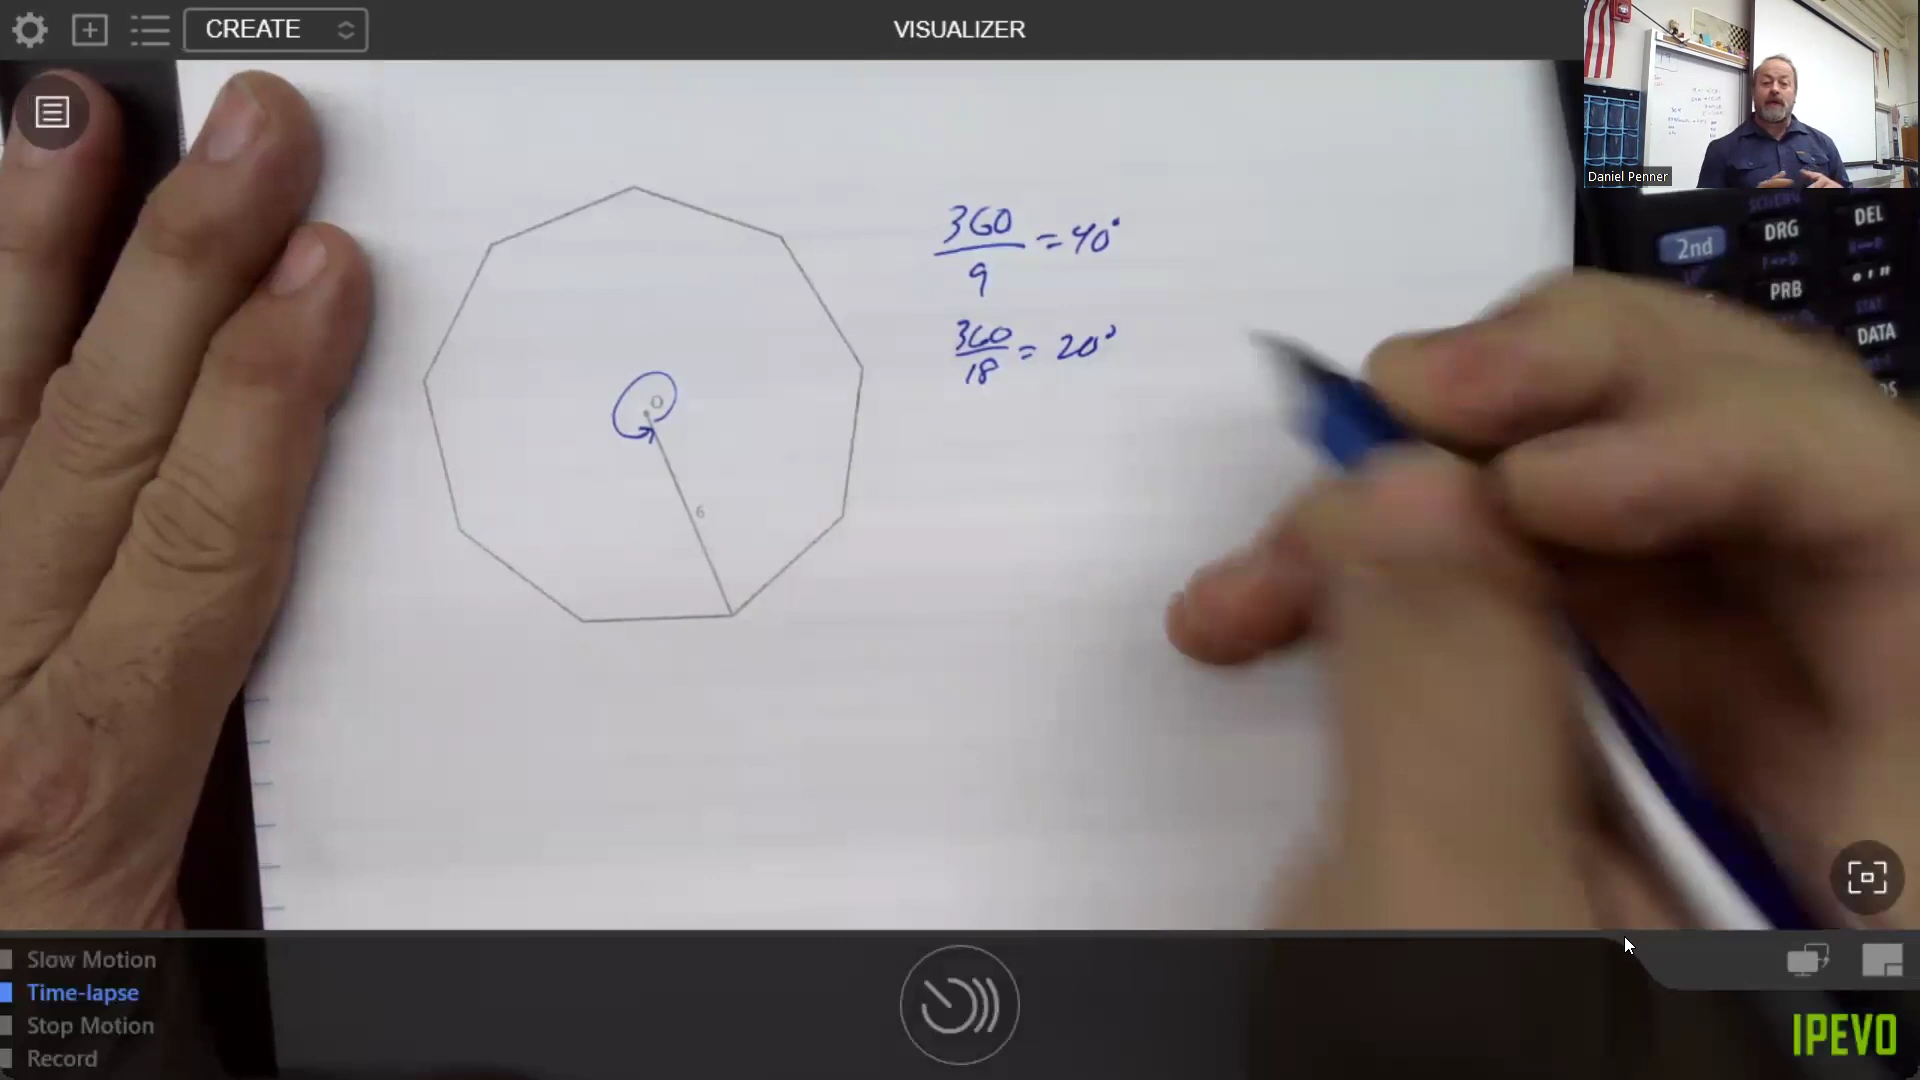 CREATE
VISUALIZER
Daniel Penner
360
9
= 40°
360
18
= 20°
O
6
2nd
DRG
DEL
PRB
° ' "
STAT
DATA
Slow Motion
Time-lapse
Stop Motion
Record
IPEVO